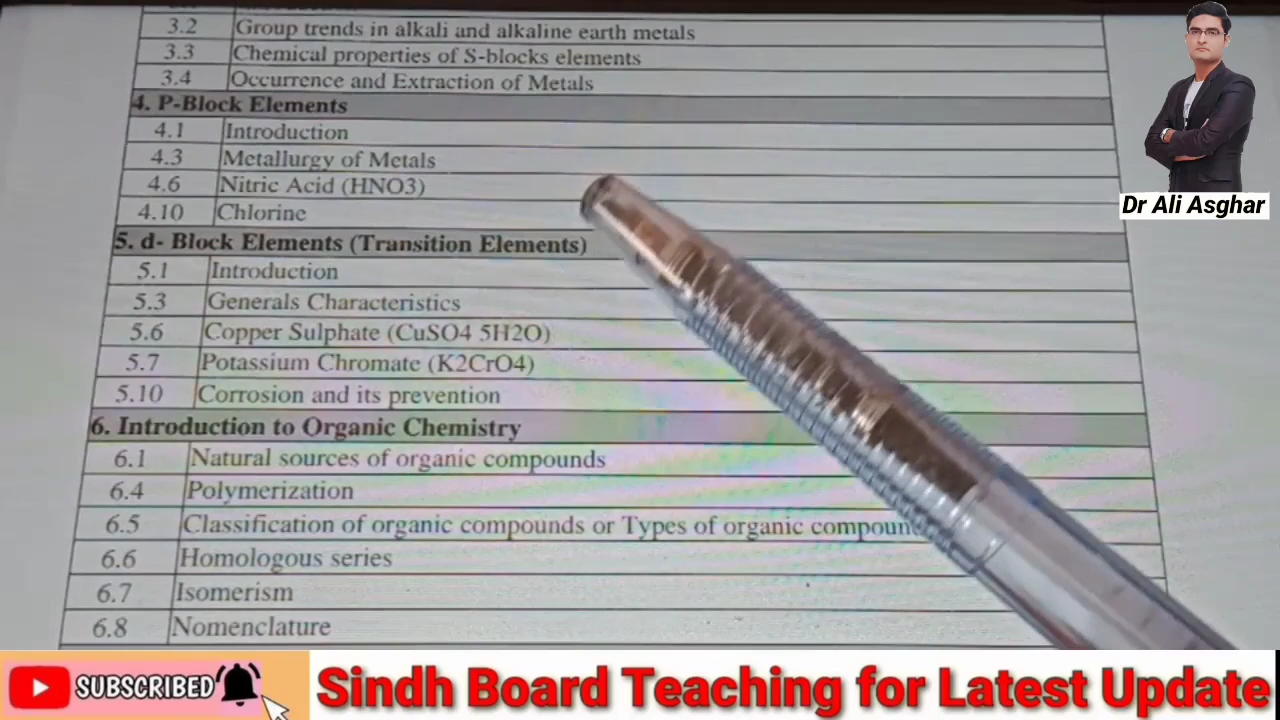 3.2 Group trends in alkali and alkaline earth metals
3.3 Chemical properties of S-blocks elements
3.4 Occurrence and Extraction of Metals
4. P-Block Elements
4.1 Introduction
4.3 Metallurgy of Metals
4.6 Nitric Acid (HNO3)
4.10 Chlorine
5. d- Block Elements (Transition Elements)
5.1 Introduction
5.3 Generals Characteristics
5.6 Copper Sulphate (CuSO4 5H2O)
5.7 Potassium Chromate (K2CrO4)
5.10 Corrosion and its prevention
6. Introduction to Organic Chemistry
6.1 Natural sources of organic compounds
6.4 Polymerization
6.5 Classification of organic compounds or Types of organic
6.6 Homologous series
6.7 Isomerism
6.8 Nomenclature
Dr Ali Asghar
SUBSCRIBED
Sindh Board Teaching for Latest Update